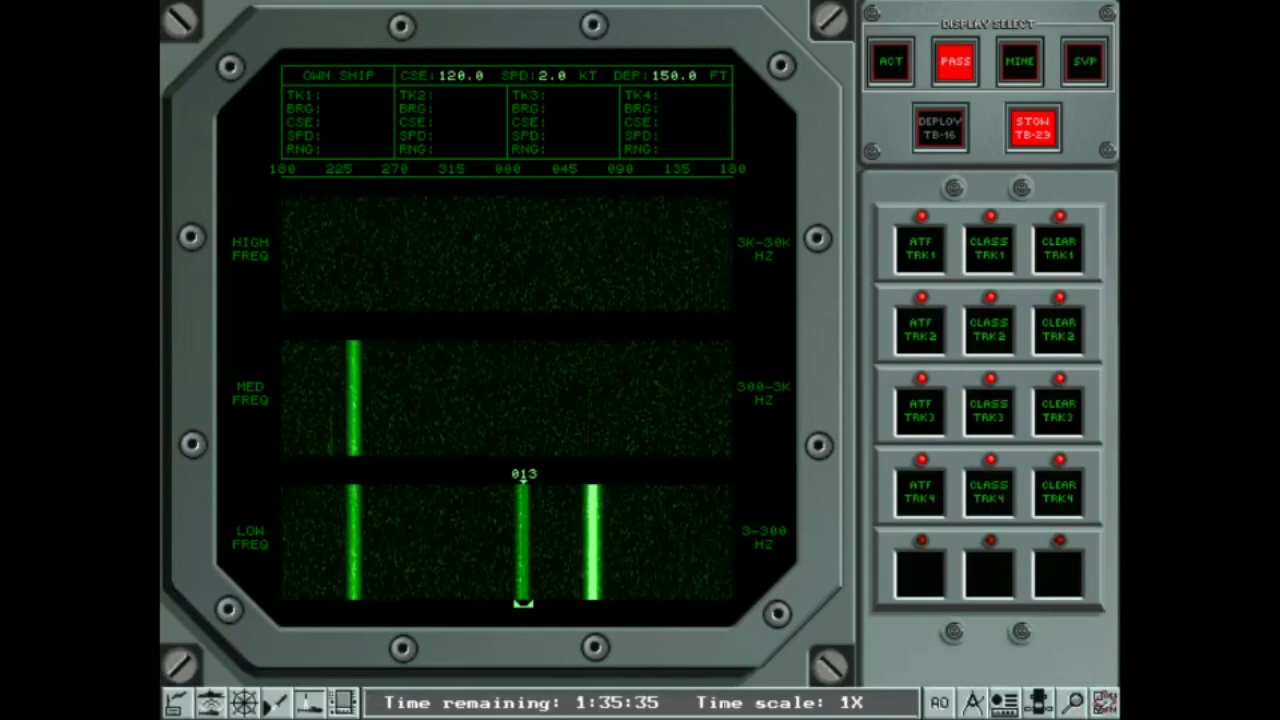 DISPLAY SELECT
ACT PASS MINE SVP
DEPLOY TB-16
STOW TB-23
OWN SHIP CSE:120.0 SPD:2.0 KT DEP:150.0 FT
TK1: TK2: TK3: TK4:
BRG: BRG: BRG: BRG:
CSE: CSE: CSE: CSE:
SPD: SPD: SPD: SPD:
RNG: RNG: RNG: RNG:
180 225 270 315 000 045 090 135 180
HIGH FREQ
3K-30K HZ
MED FREQ
300-3K HZ
013
LOW FREQ
3-300 HZ
ATF TRK1 CLASS TRK1 CLEAR TRK1
ATF TRK2 CLASS TRK2 CLEAR TRK2
ATF TRK3 CLASS TRK3 CLEAR TRK3
ATF TRK4 CLASS TRK4 CLEAR TRK4
Time remaining: 1:35:35 Time scale: 1X